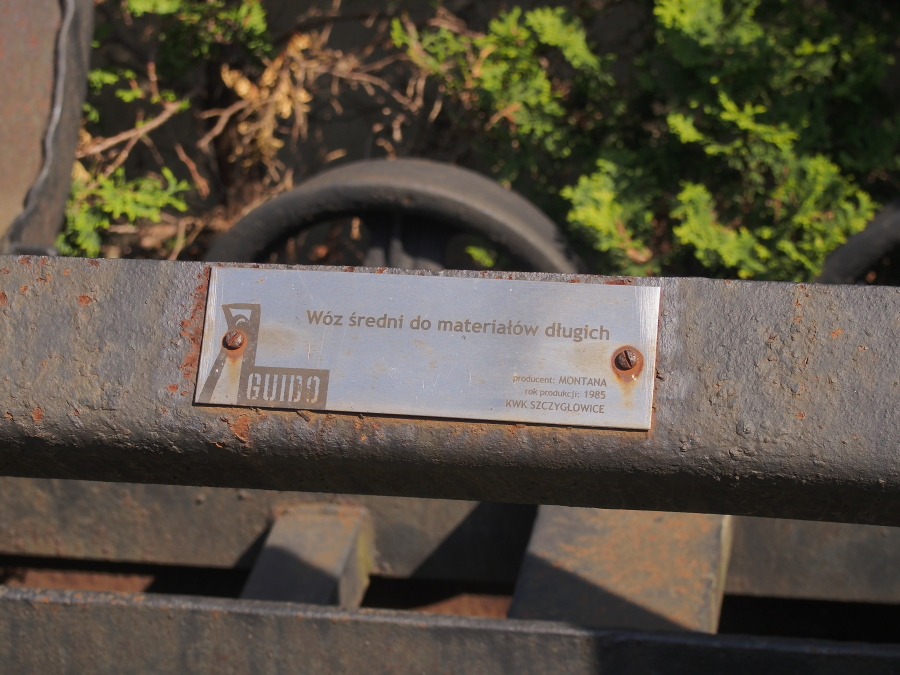 Wóz średni do materiałów długich
GUIDO
producent: MONTANA
rok produkcji: 1985
KWK SZCZYGŁOWICE